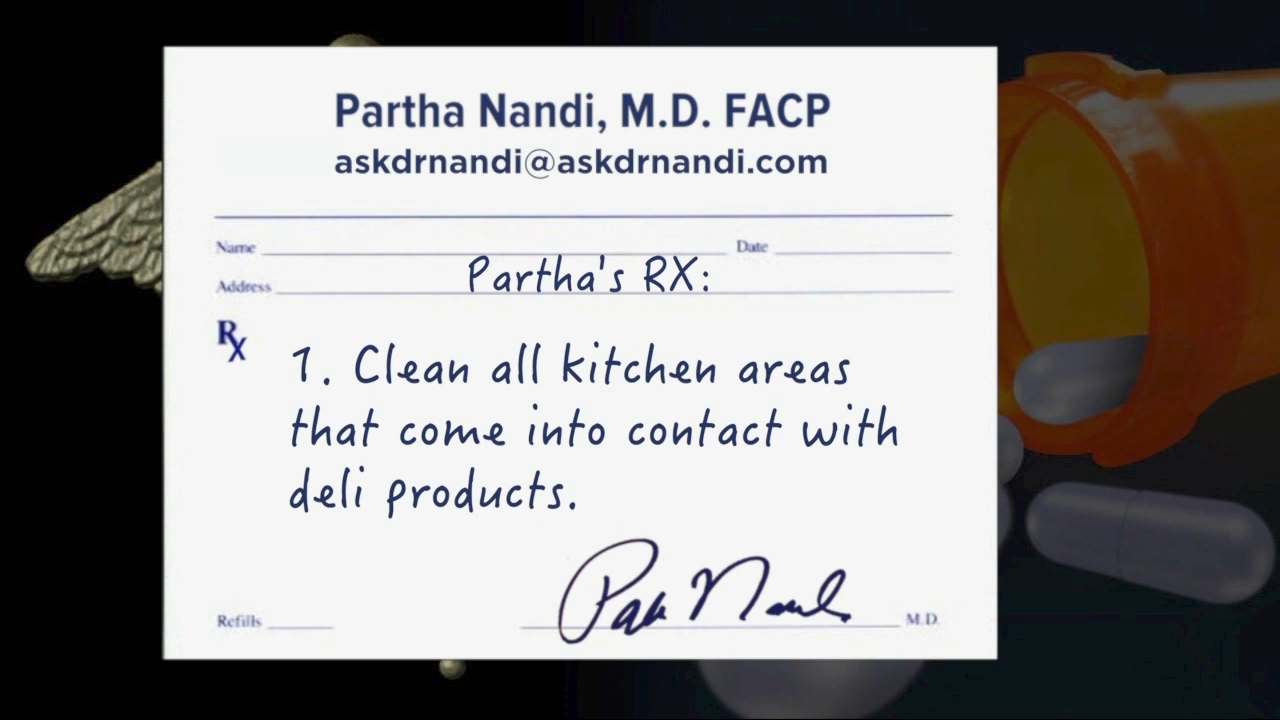 Partha Nandi, M.D. FACP
askdrnandi@askdrnandi.com
Name Date
Partha's RX:
Address
Rx
1. Clean all kitchen areas
that come into contact with
deli products.
Refills M.D.